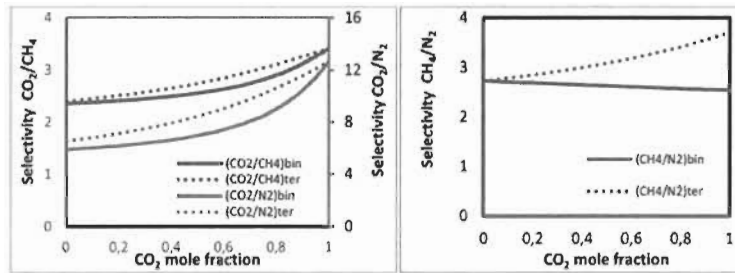 4
3
2
1
0
Selectivity CO₂/CH₄
16
12
9
6
3
0
Selectivity CO₂/N₂
(CO2/CH4)bin
(CO2/CH4)ter
(CO2/N2)bin
(CO2/N2)ter
0 0,2 0,4 0,6 0,8 1
CO₂ mole fraction
4
3
2
1
0
Selectivity CH₄/N₂
(CH4/N2)bin
(CH4/N2)ter
0 0,2 0,4 0,6 0,8 1
CO₂ mole fraction